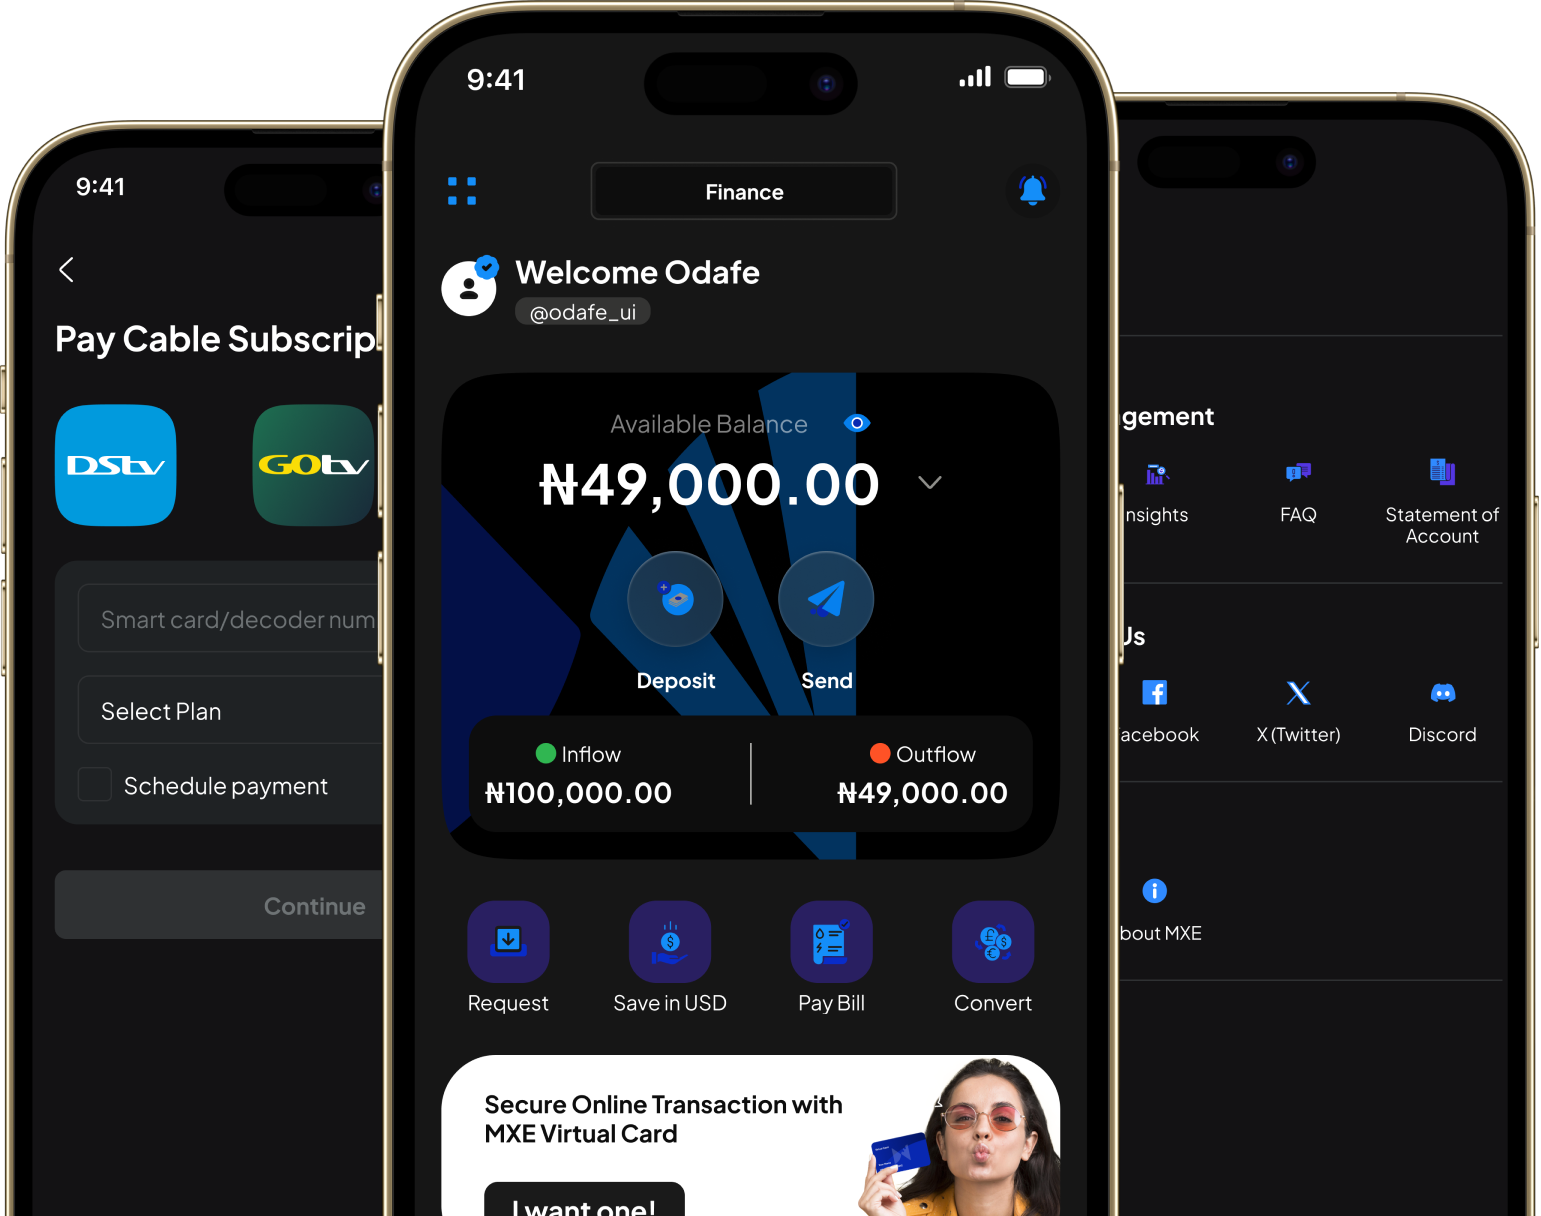 9:41
Pay Cable Subscrip
DStv
GOtv
Smart card/decoder num
Select Plan
Schedule payment
Continue
9:41
Finance
Welcome Odafe
@odafe_ui
Available Balance
₦49,000.00
Deposit
Send
Inflow
Outflow
₦100,000.00
₦49,000.00
Request
Save in USD
Pay Bill
Convert
Secure Online Transaction with
MXE Virtual Card
I want one!
gement
nsights
FAQ
Statement of
Account
Us
acebook
X (Twitter)
Discord
bout MXE